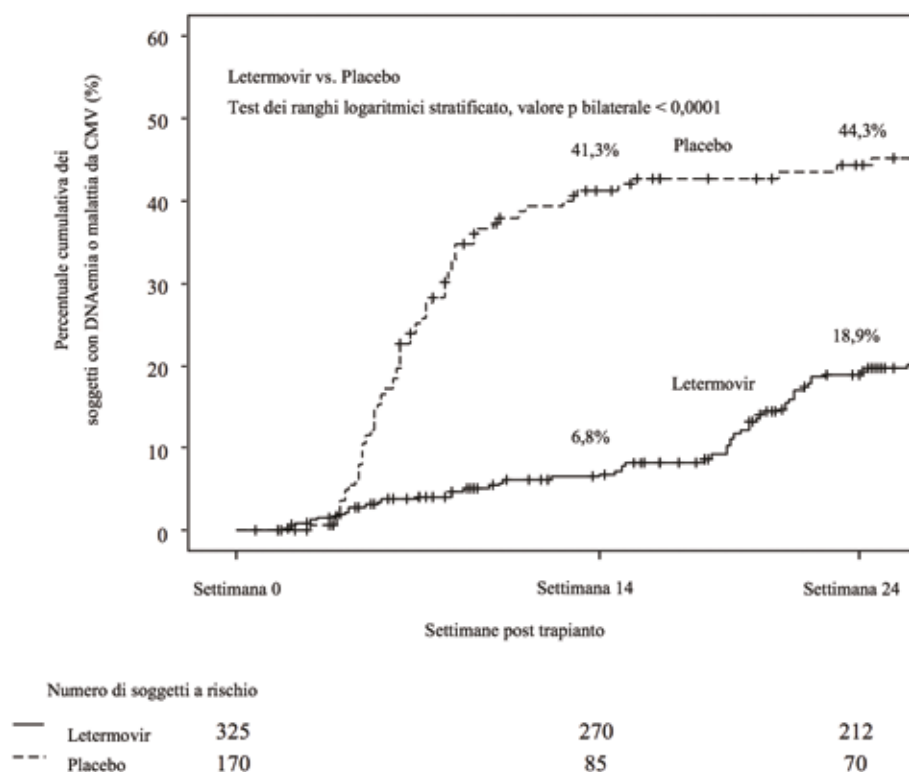 60
Letermovir vs. Placebo
Test dei ranghi logaritmici stratificato, valore p bilaterale < 0,0001
50
41,3%
Placebo
44,3%
40
Percentuale cumulativa dei
soggetti con DNAemia o malattia da CMV (%)
30
20
18,9%
Letermovir
10
6,8%
0
Settimana 0 Settimana 14 Settimana 24
Settimane post trapianto
Numero di soggetti a rischio
Letermovir 325 270 212
Placebo 170 85 70